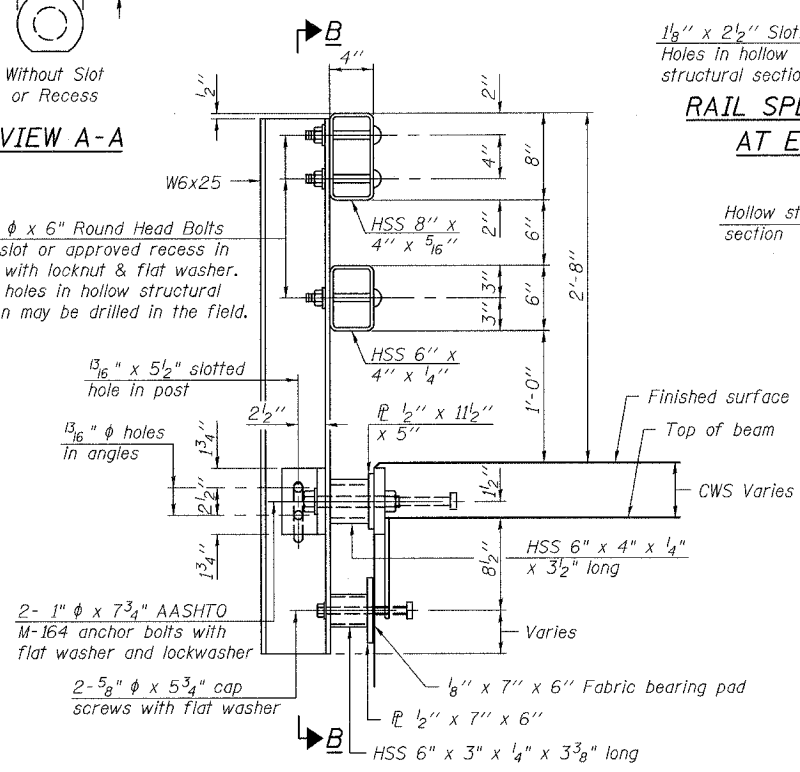 Without Slot
or Recess
VIEW A-A
B
4"
½"
2"
4"
8"
2"
6"
3"
3"
6"
2'-8"
1'-0"
W6x25
HSS 8" x
4" x 5/16"
φ x 6" Round Head Bolts
slot or approved recess in
with locknut & flat washer.
holes in hollow structural
may be drilled in the field.
HSS 6" x
4" x ¼"
13/16" x 5½" slotted
hole in post
2½"
℄ ½" x 11½"
x 5"
13/16" φ holes
in angles
1¾"
2½"
1¾"
Finished surface
Top of beam
1½"
CWS Varies
8½"
HSS 6" x 4" x ¼"
x 3½" long
Varies
2- 1" φ x 7¾" AASHTO
M-164 anchor bolts with
flat washer and lockwasher
2-⅝" φ x 5¾" cap
screws with flat washer
⅛" x 7" x 6" Fabric bearing pad
℄ ½" x 7" x 6"
B
HSS 6" x 3" x ¼" x 3⅜" long
1⅛" x 2½" Slot
Holes in hollow
structural
RAIL
AT
Hollow
section